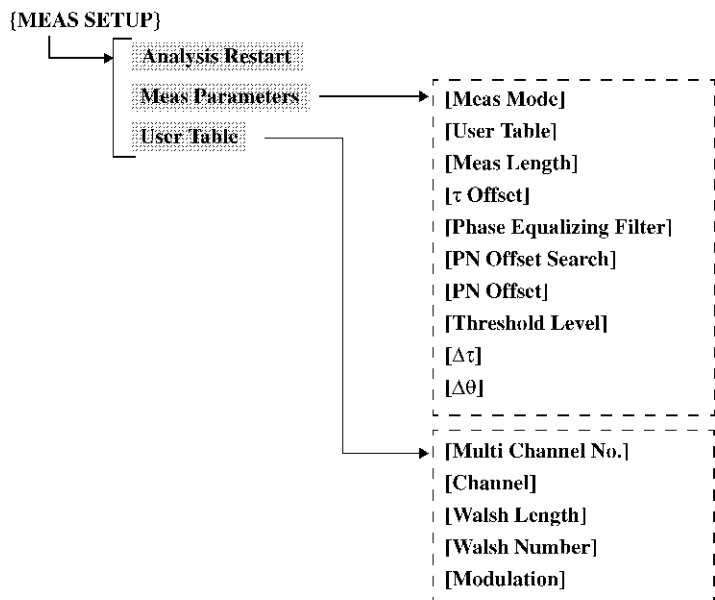 {MEAS SETUP}
Analysis Restart
Meas Parameters
User Table
[Meas Mode]
[User Table]
[Meas Length]
[τ Offset]
[Phase Equalizing Filter]
[PN Offset Search]
[PN Offset]
[Threshold Level]
[Δτ]
[Δθ]
[Multi Channel No.]
[Channel]
[Walsh Length]
[Walsh Number]
[Modulation]